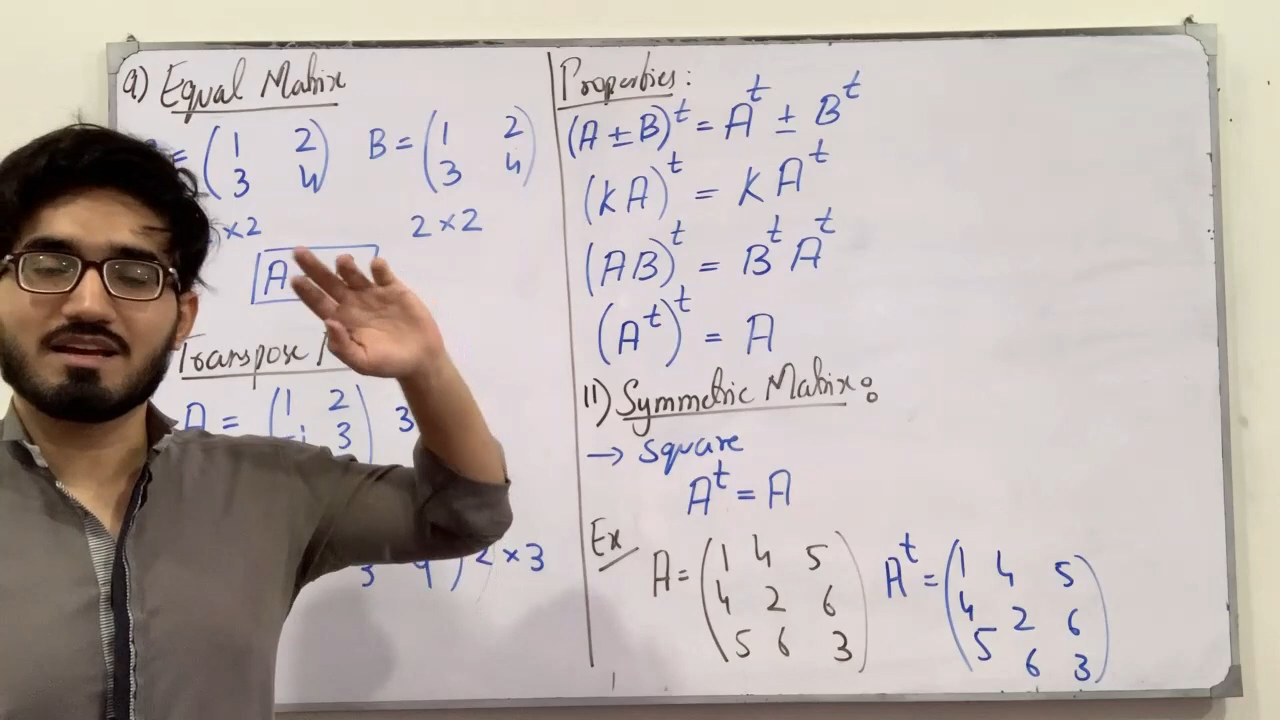 9) Equal Matrix
= (1 2 B = (1 2
3 4) 3 4)
×2 2×2
A
Transpose
A = (1 2 3
-1 3)
3 4) 2×3
Properties:
(A ± B)^t = A^t ± B^t
(KA)^t = KA^t
(AB)^t = B^t A^t
(A^t)^t = A
11) Symmetric Matrix:
→ Square
A^t = A
Ex
A = (1 4 5 A^t = (1 4 5
4 2 6 4 2 6
5 6 3) 5 6 3)